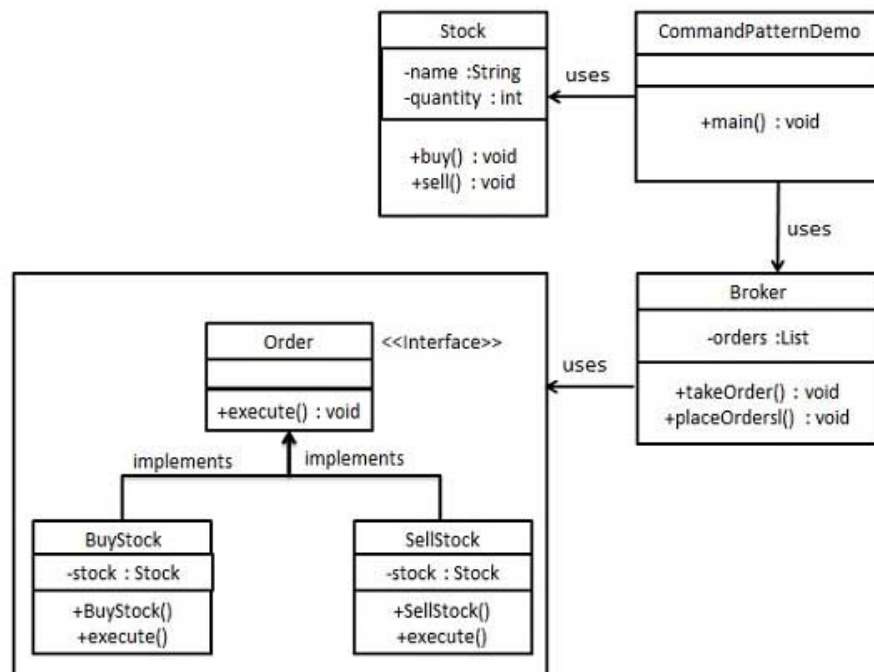 Stock
-name :String
-quantity : int
+buy() : void
+sell() : void
uses
CommandPatternDemo
+main() : void
uses
Broker
-orders :List
+takeOrder() : void
+placeOrdersl() : void
uses
Order
<<Interface>>
+execute() : void
implements
implements
BuyStock
-stock : Stock
+BuyStock()
+execute()
SellStock
-stock : Stock
+SellStock()
+execute()